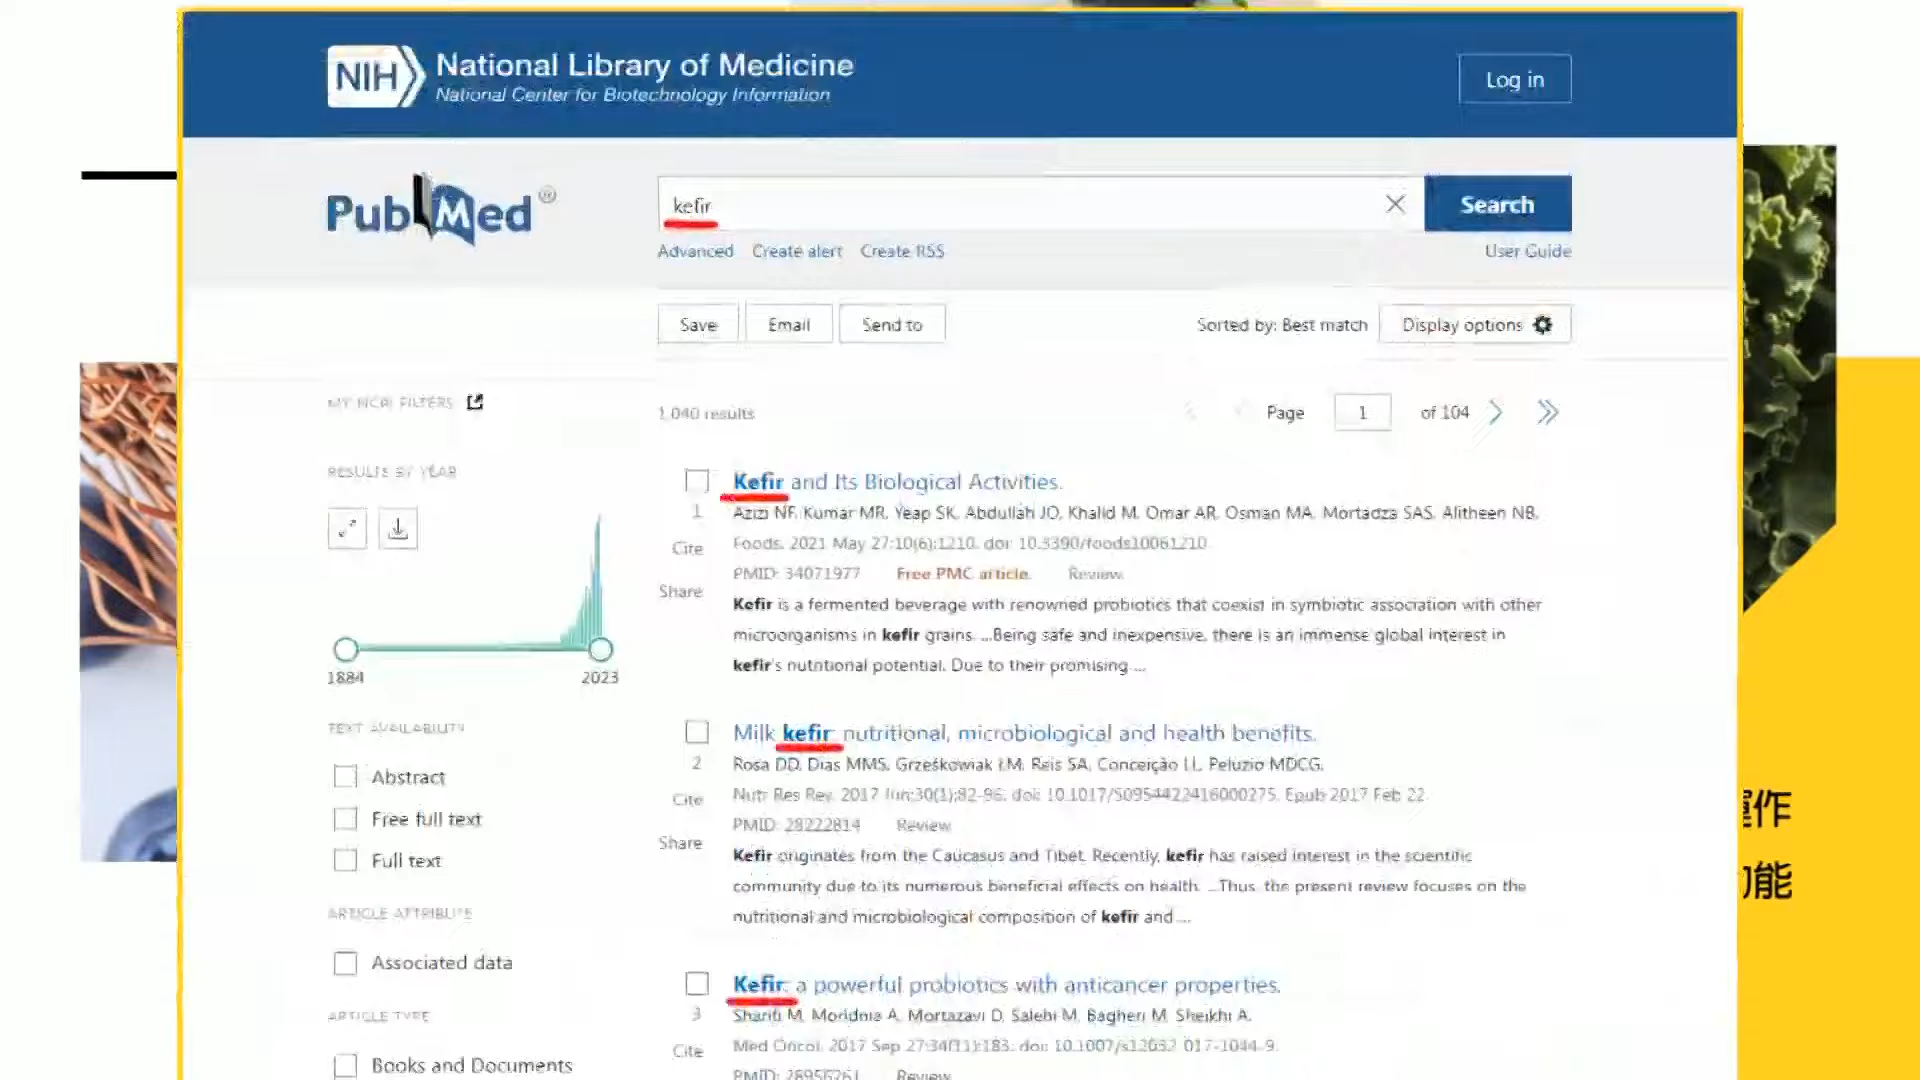 NIH National Library of Medicine
National Center for Biotechnology Information
Log in
PubMed®
kefir
Search
Advanced Create alert Create RSS
User Guide
Save Email Send to
Sorted by: Best match Display options
MY NCBI FILTERS
1,040 results
Page 1 of 104
RESULTS BY YEAR
1884 2023
Kefir and Its Biological Activities.
1
Azizi NF, Kumar MR, Yeap SK, Abdullah JO, Khalid M, Omar AR, Osman MA, Mortadza SAS, Alitheen NB.
Cite
Foods. 2021 May 27;10(6):1210. doi: 10.3390/foods10061210.
PMID: 34071977 Free PMC article. Review.
Share
Kefir is a fermented beverage with renowned probiotics that coexist in symbiotic association with other
microorganisms in kefir grains. ...Being safe and inexpensive, there is an immense global interest in
kefir's nutritional potential. Due to their promising ...
TEXT AVAILABILITY
Abstract
Free full text
Full text
ARTICLE ATTRIBUTE
Associated data
ARTICLE TYPE
Books and Documents
Milk kefir: nutritional, microbiological and health benefits.
2
Rosa DD, Dias MMS, Grześkowiak ŁM, Reis SA, Conceição LL, Peluzio MDCG.
Cite
Nutr Res Rev. 2017 Jun;30(1):82-96. doi: 10.1017/S0954422416000275. Epub 2017 Feb 22.
PMID: 28222814 Review.
Share
Kefir originates from the Caucasus and Tibet. Recently, kefir has raised interest in the scientific
community due to its numerous beneficial effects on health. ...Thus, the present review focuses on the
nutritional and microbiological composition of kefir and ...
Kefir: a powerful probiotics with anticancer properties.
3
Sharifi M, Moridnia A, Mortazavi D, Salehi M, Bagheri M, Sheikhi A.
Cite
Med Oncol. 2017 Sep 27;34(11):183. doi: 10.1007/s12032-017-1044-9.
PMID: 28956261 Review.
作
能